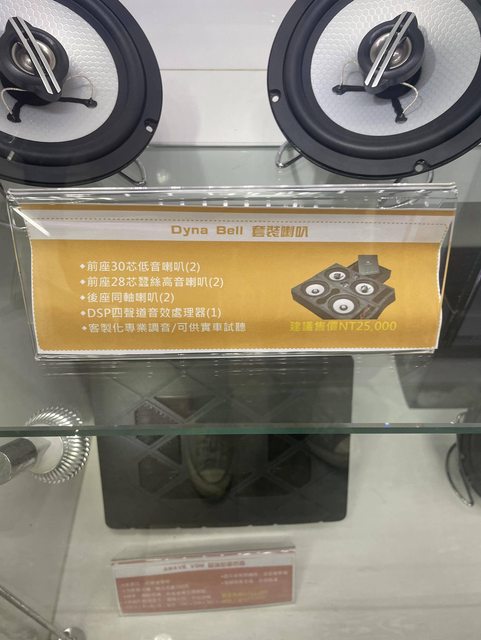 Dyna Bell 套裝喇叭
◆前座30芯低音喇叭(2)
◆前座28芯蠶絲高音喇叭(2)
◆後座同軸喇叭(2)
◆DSP四聲道音效處理器(1)
◆客製化專業調音/可供實車試聽
建議售價NT25,000